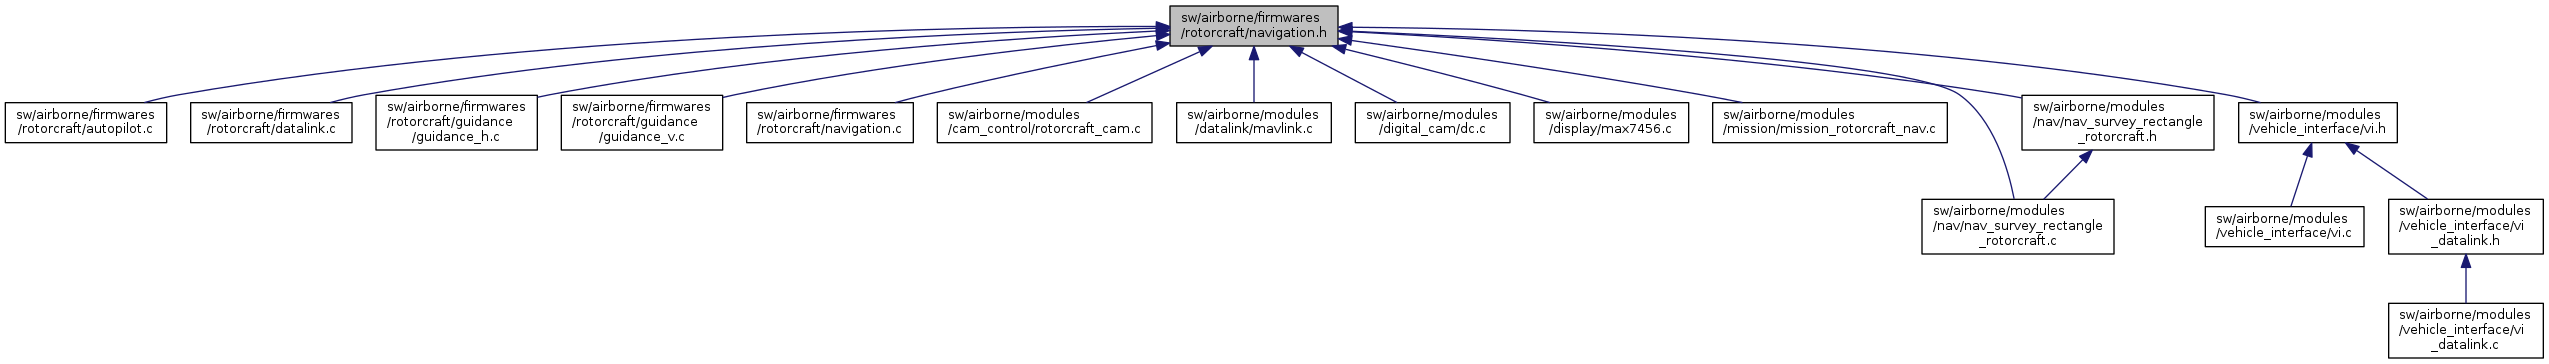 sw/airborne/firmwares
/rotorcraft/navigation.h
sw/airborne/firmwares
/rotorcraft/autopilot.c
sw/airborne/firmwares
/rotorcraft/datalink.c
sw/airborne/firmwares
/rotorcraft/guidance
/guidance_h.c
sw/airborne/firmwares
/rotorcraft/guidance
/guidance_v.c
sw/airborne/firmwares
/rotorcraft/navigation.c
sw/airborne/modules
/cam_control/rotorcraft_cam.c
sw/airborne/modules
/datalink/mavlink.c
sw/airborne/modules
/digital_cam/dc.c
sw/airborne/modules
/display/max7456.c
sw/airborne/modules
/mission/mission_rotorcraft_nav.c
sw/airborne/modules
/nav/nav_survey_rectangle
_rotorcraft.h
sw/airborne/modules
/vehicle_interface/vi.h
sw/airborne/modules
/nav/nav_survey_rectangle
_rotorcraft.c
sw/airborne/modules
/vehicle_interface/vi.c
sw/airborne/modules
/vehicle_interface/vi
_datalink.h
sw/airborne/modules
/vehicle_interface/vi
_datalink.c